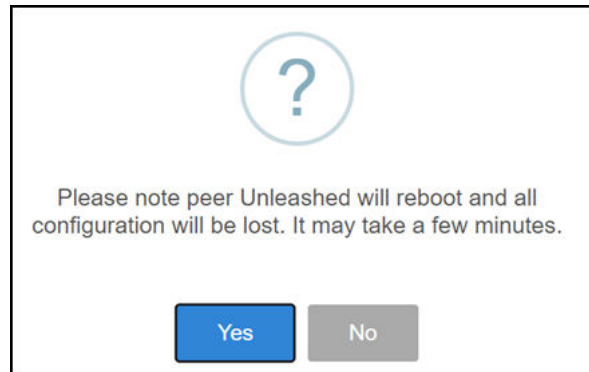 ?
Please note peer Unleashed will reboot and all
configuration will be lost. It may take a few minutes.
Yes
No